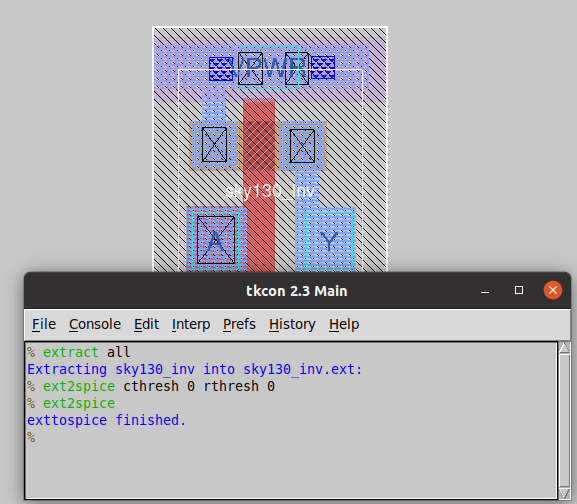 VPWR
sky130_inv
A
Y
tkcon 2.3 Main
File Console Edit Interp Prefs History Help
% extract all
Extracting sky130_inv into sky130_inv.ext:
% ext2spice cthresh 0 rthresh 0
% ext2spice
exttospice finished.
%